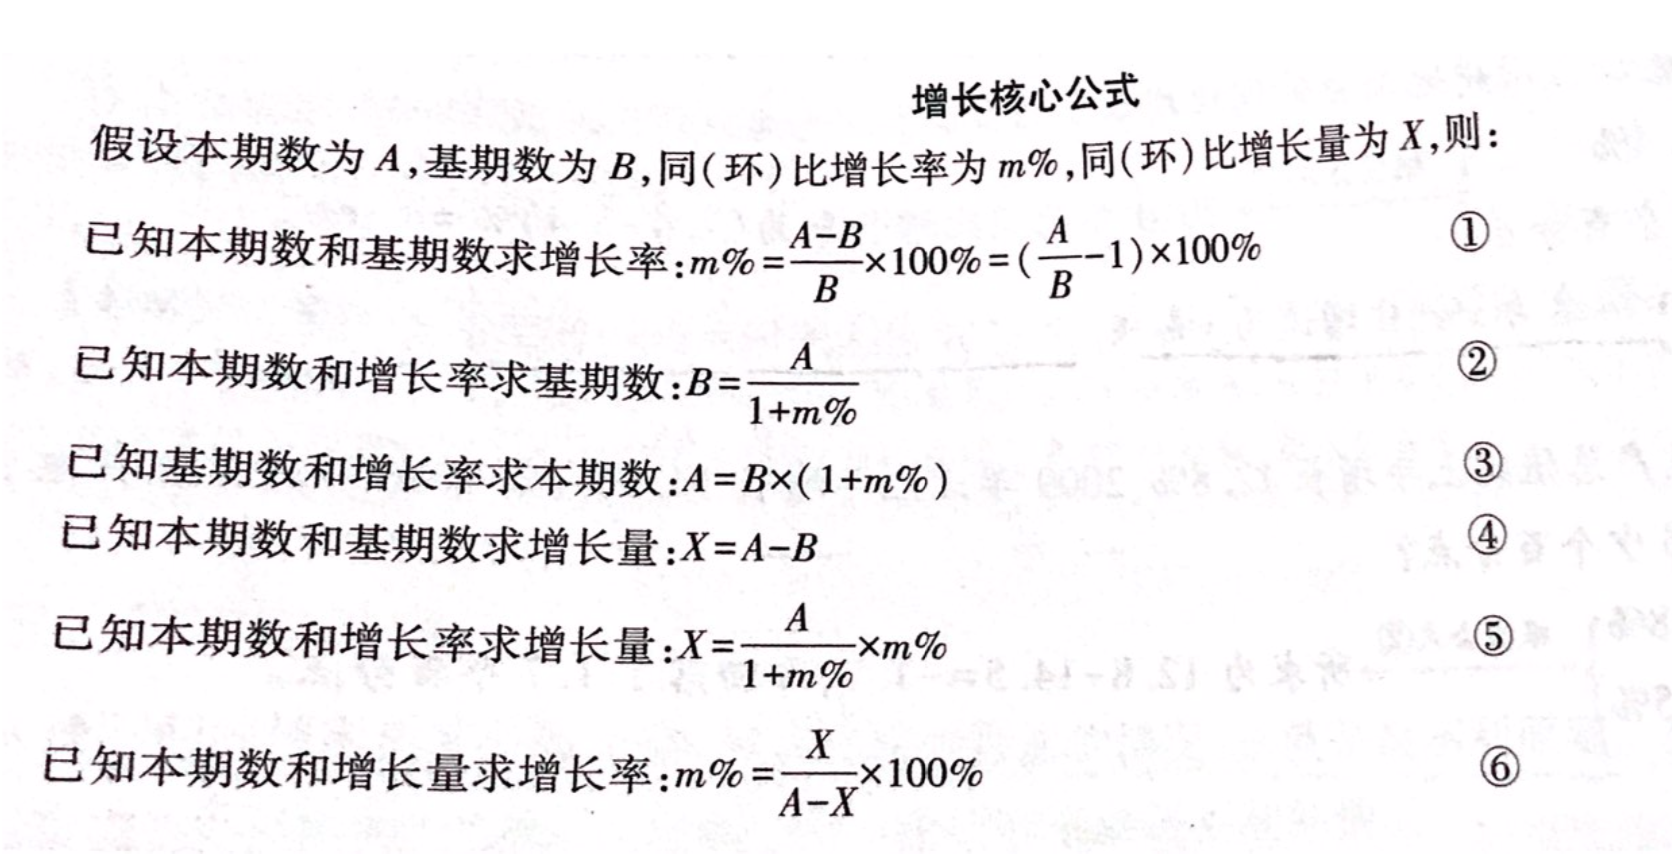 增长核心公式
假设本期数为 A,基期数为 B,同(环)比增长率为 m%,同(环)比增长量为 X,则:
已知本期数和基期数求增长率:m%=\frac{A-B}{B}×100%=(\frac{A}{B}-1)×100% ①
已知本期数和增长率求基期数:B=\frac{A}{1+m%} ②
已知基期数和增长率求本期数:A=B×(1+m%) ③
已知本期数和基期数求增长量:X=A-B ④
已知本期数和增长率求增长量:X=\frac{A}{1+m%}×m% ⑤
已知本期数和增长量求增长率:m%=\frac{X}{A-X}×100% ⑥